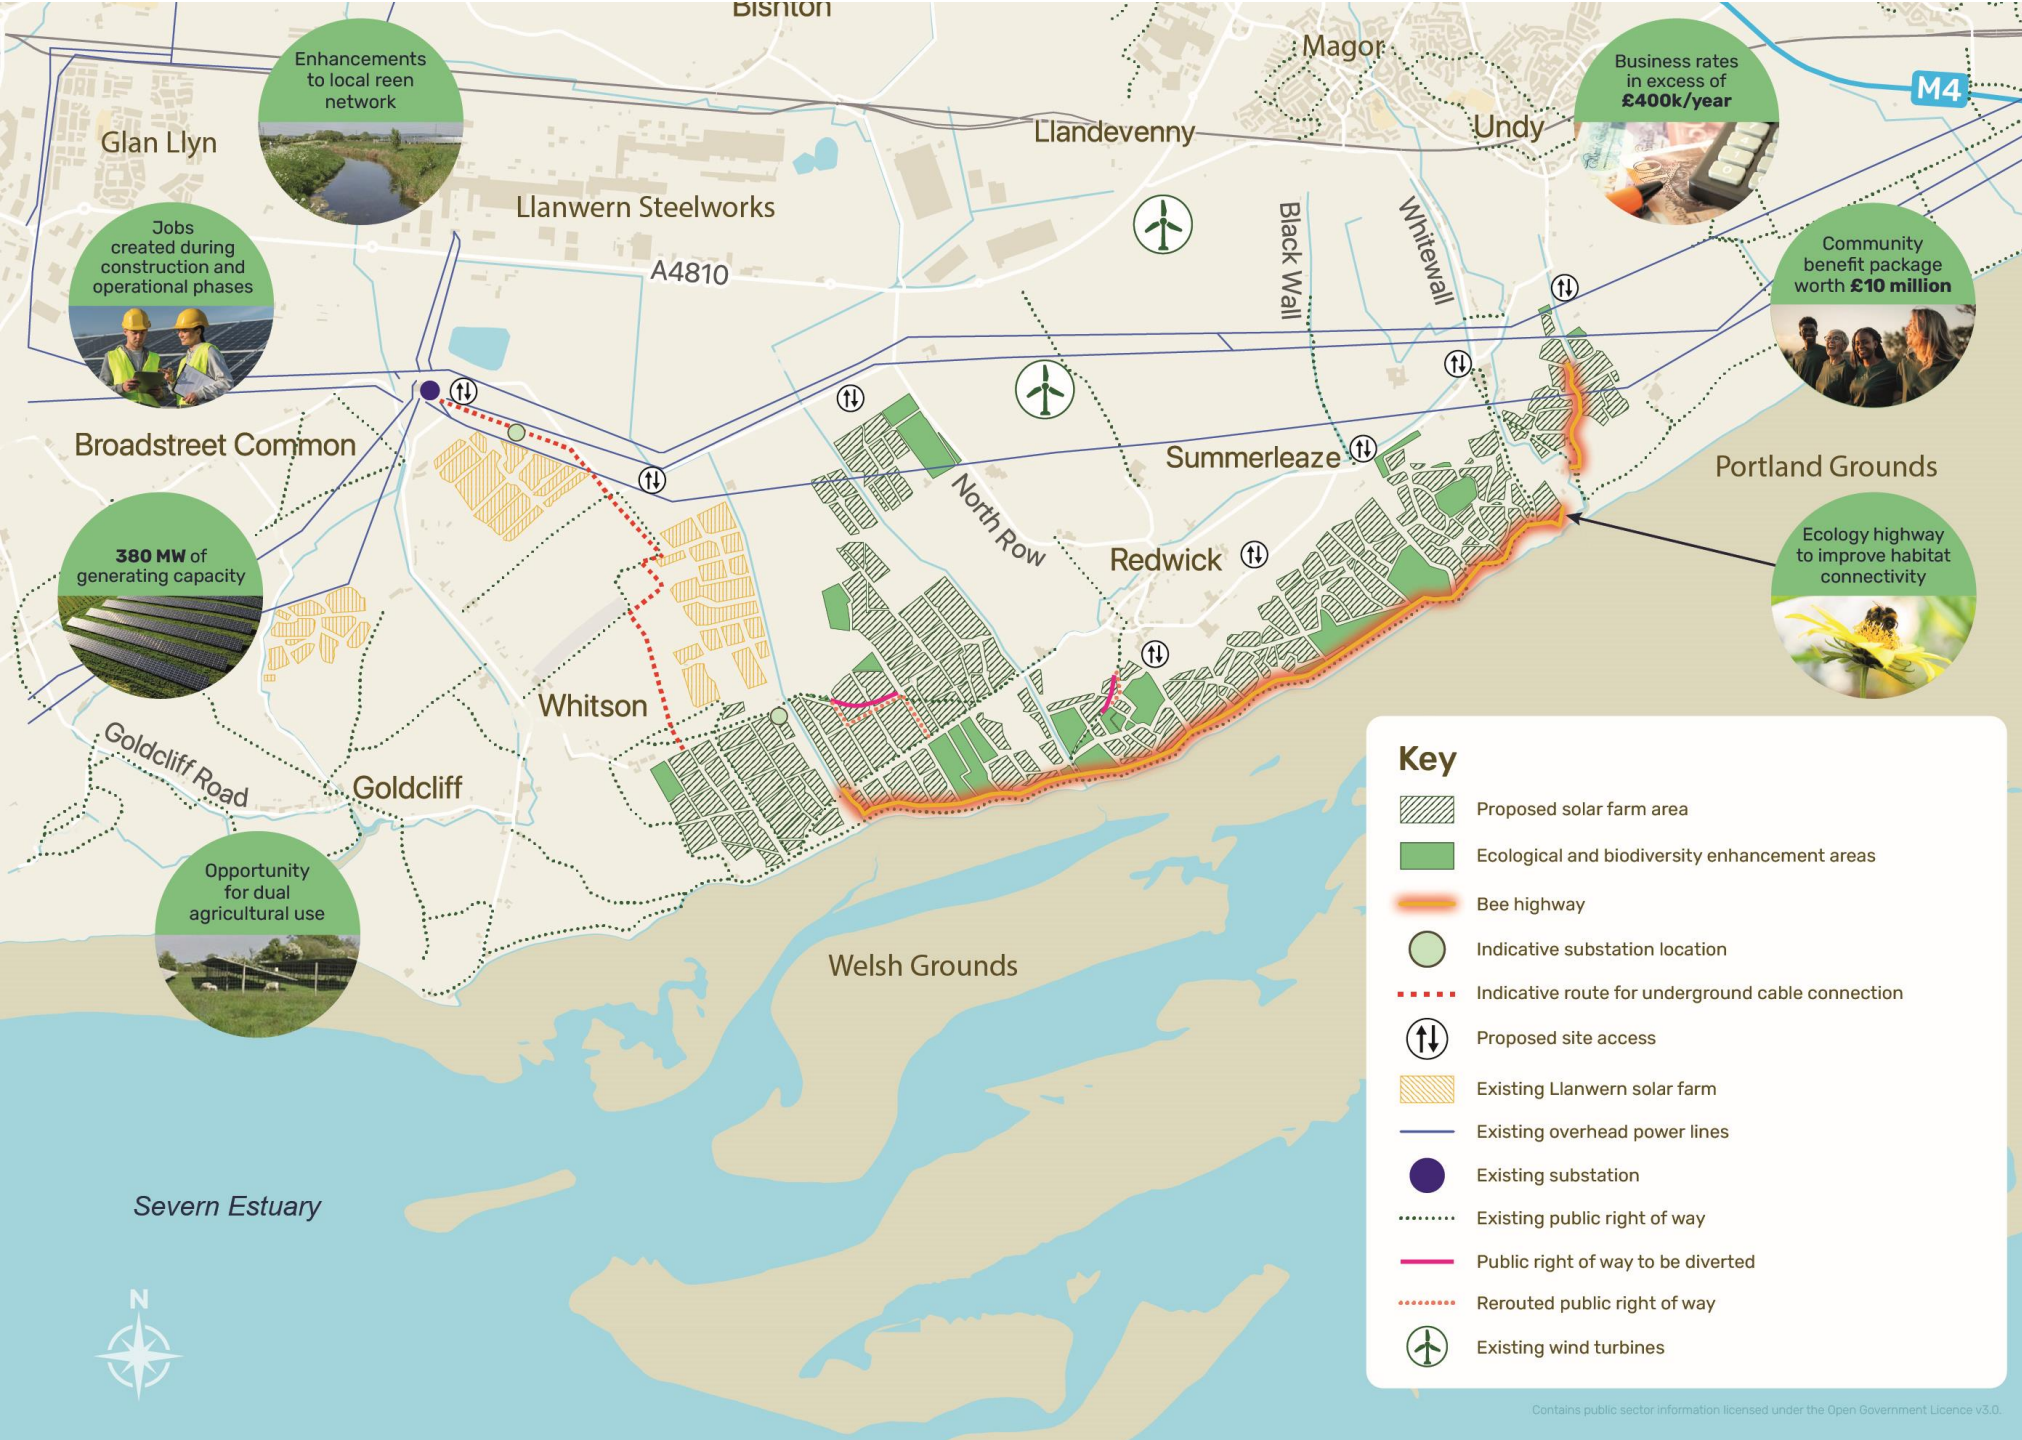 Bishton
Enhancements
to local reen
network
Magor
Business rates
in excess of
£400k/year
M4
Glan Llyn
Llandevenny
Undy
Llanwern Steelworks
Jobs
created during
construction and
operational phases
A4810
Black Wall
Whitewall
Community
benefit package
worth £10 million
Broadstreet Common
Summerleaze
Portland Grounds
North Row
380 MW of
generating capacity
Redwick
Ecology highway
to improve habitat
connectivity
Whitson
Goldcliff Road
Goldcliff
Opportunity
for dual
agricultural use
Welsh Grounds
Severn Estuary
N
Key
Proposed solar farm area
Ecological and biodiversity enhancement areas
Bee highway
Indicative substation location
Indicative route for underground cable connection
Proposed site access
Existing Llanwern solar farm
Existing overhead power lines
Existing substation
Existing public right of way
Public right of way to be diverted
Rerouted public right of way
Existing wind turbines
Contains public sector information licensed under the Open Government Licence v3.0.